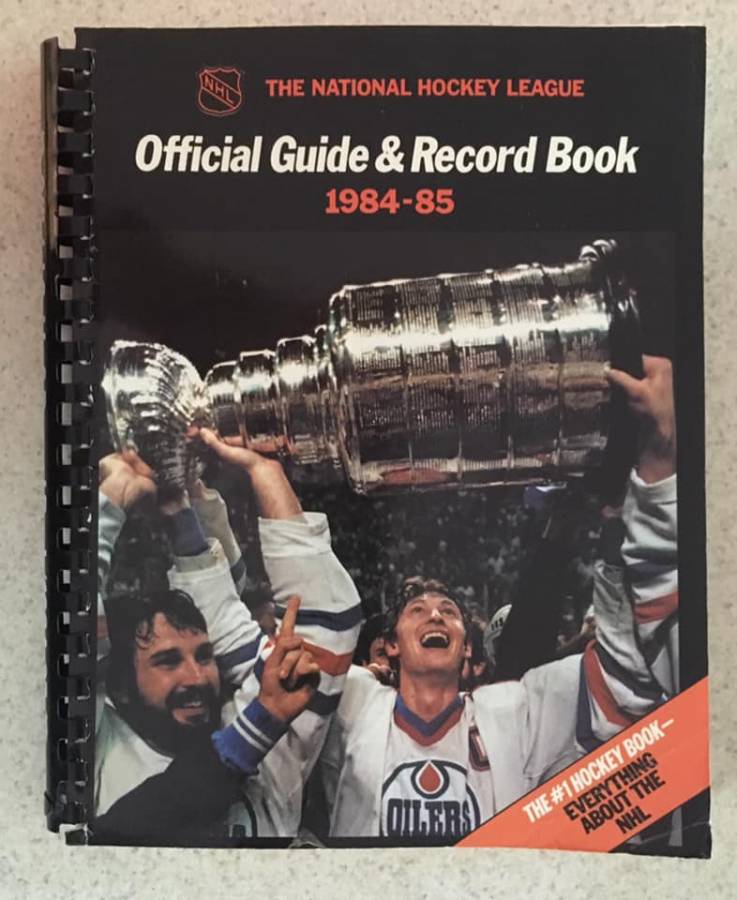 NHL
THE NATIONAL HOCKEY LEAGUE
Official Guide & Record Book
1984-85
OILERS
THE #1 HOCKEY BOOK—
EVERYTHING
ABOUT THE
NHL